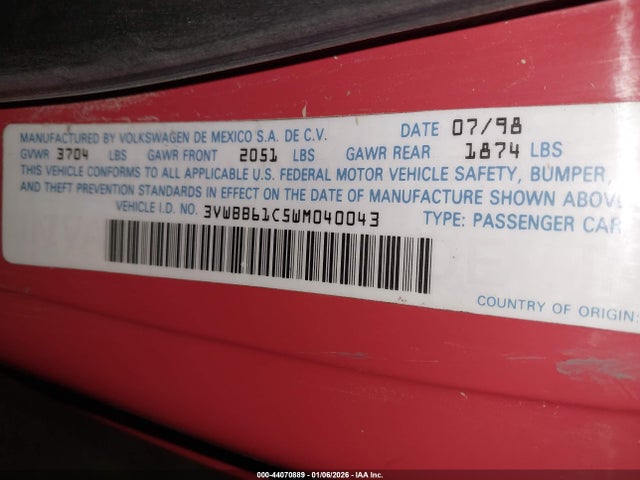 MANUFACTURED BY VOLKSWAGEN DE MEXICO S.A. DE C.V. DATE 07/98
GVWR 3704 LBS GAWR FRONT 2051 LBS GAWR REAR 1874 LBS
THIS VEHICLE CONFORMS TO ALL APPLICABLE U.S. FEDERAL MOTOR VEHICLE SAFETY, BUMPER,
AND THEFT PREVENTION STANDARDS IN EFFECT ON THE DATE OF MANUFACTURE SHOWN ABOVE
VEHICLE I.D. NO. 3VWBB61C5WM040043 TYPE: PASSENGER CAR
COUNTRY OF ORIGIN:
000-44070889 - 01/06/2026 - IAA Inc.